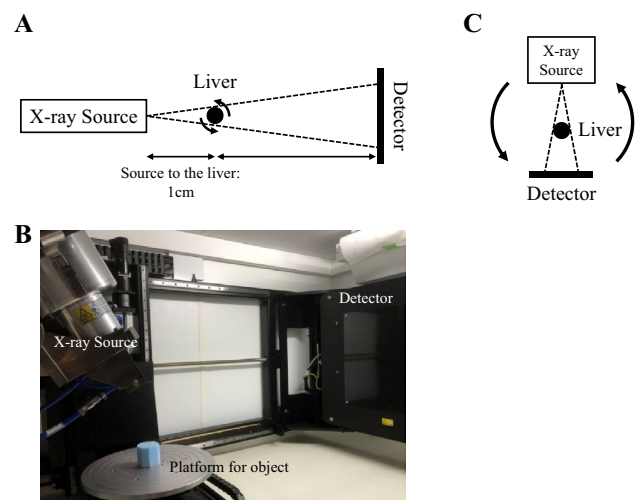 A
Liver
X-ray Source
Detector
Source to the liver:
1cm
B
X-ray Source
Detector
Platform for object
C
X-ray
Source
Liver
Detector